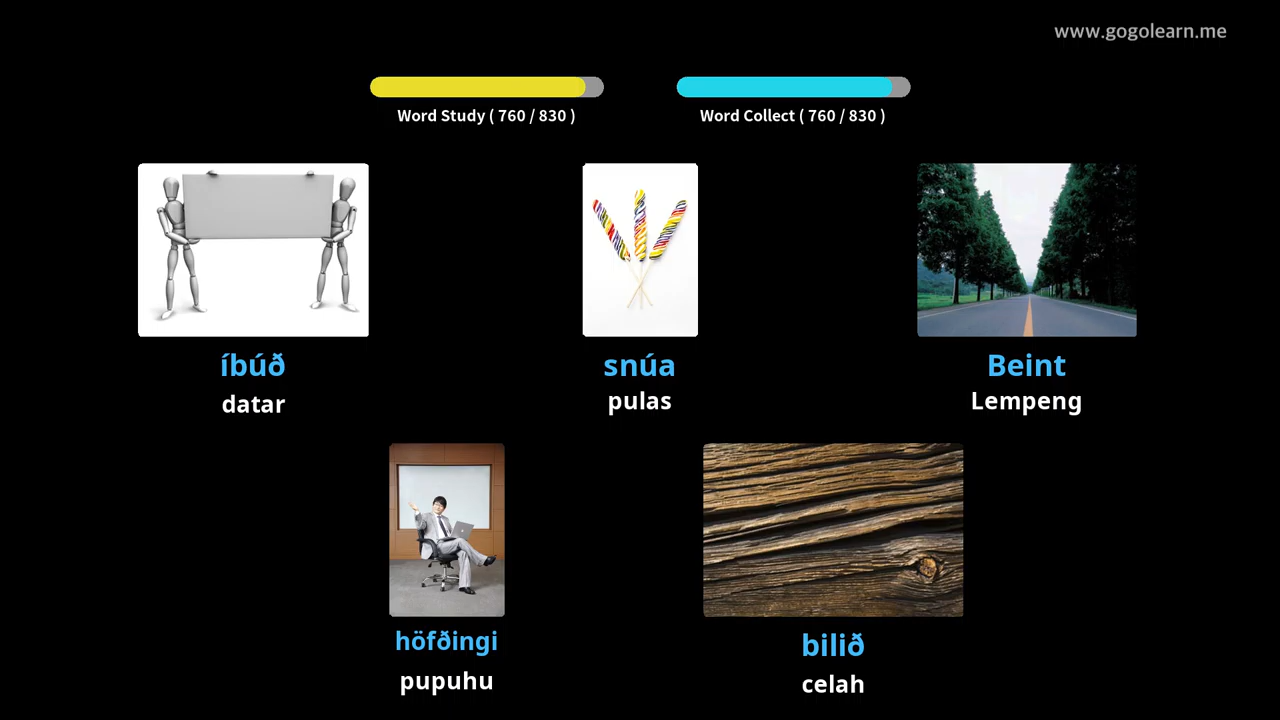 www.gogolearn.me
Word Study ( 760 / 830 )
Word Collect ( 760 / 830 )
íbúð
datar
snúa
pulas
Beint
Lempeng
höfðingi
pupuhu
bilið
celah